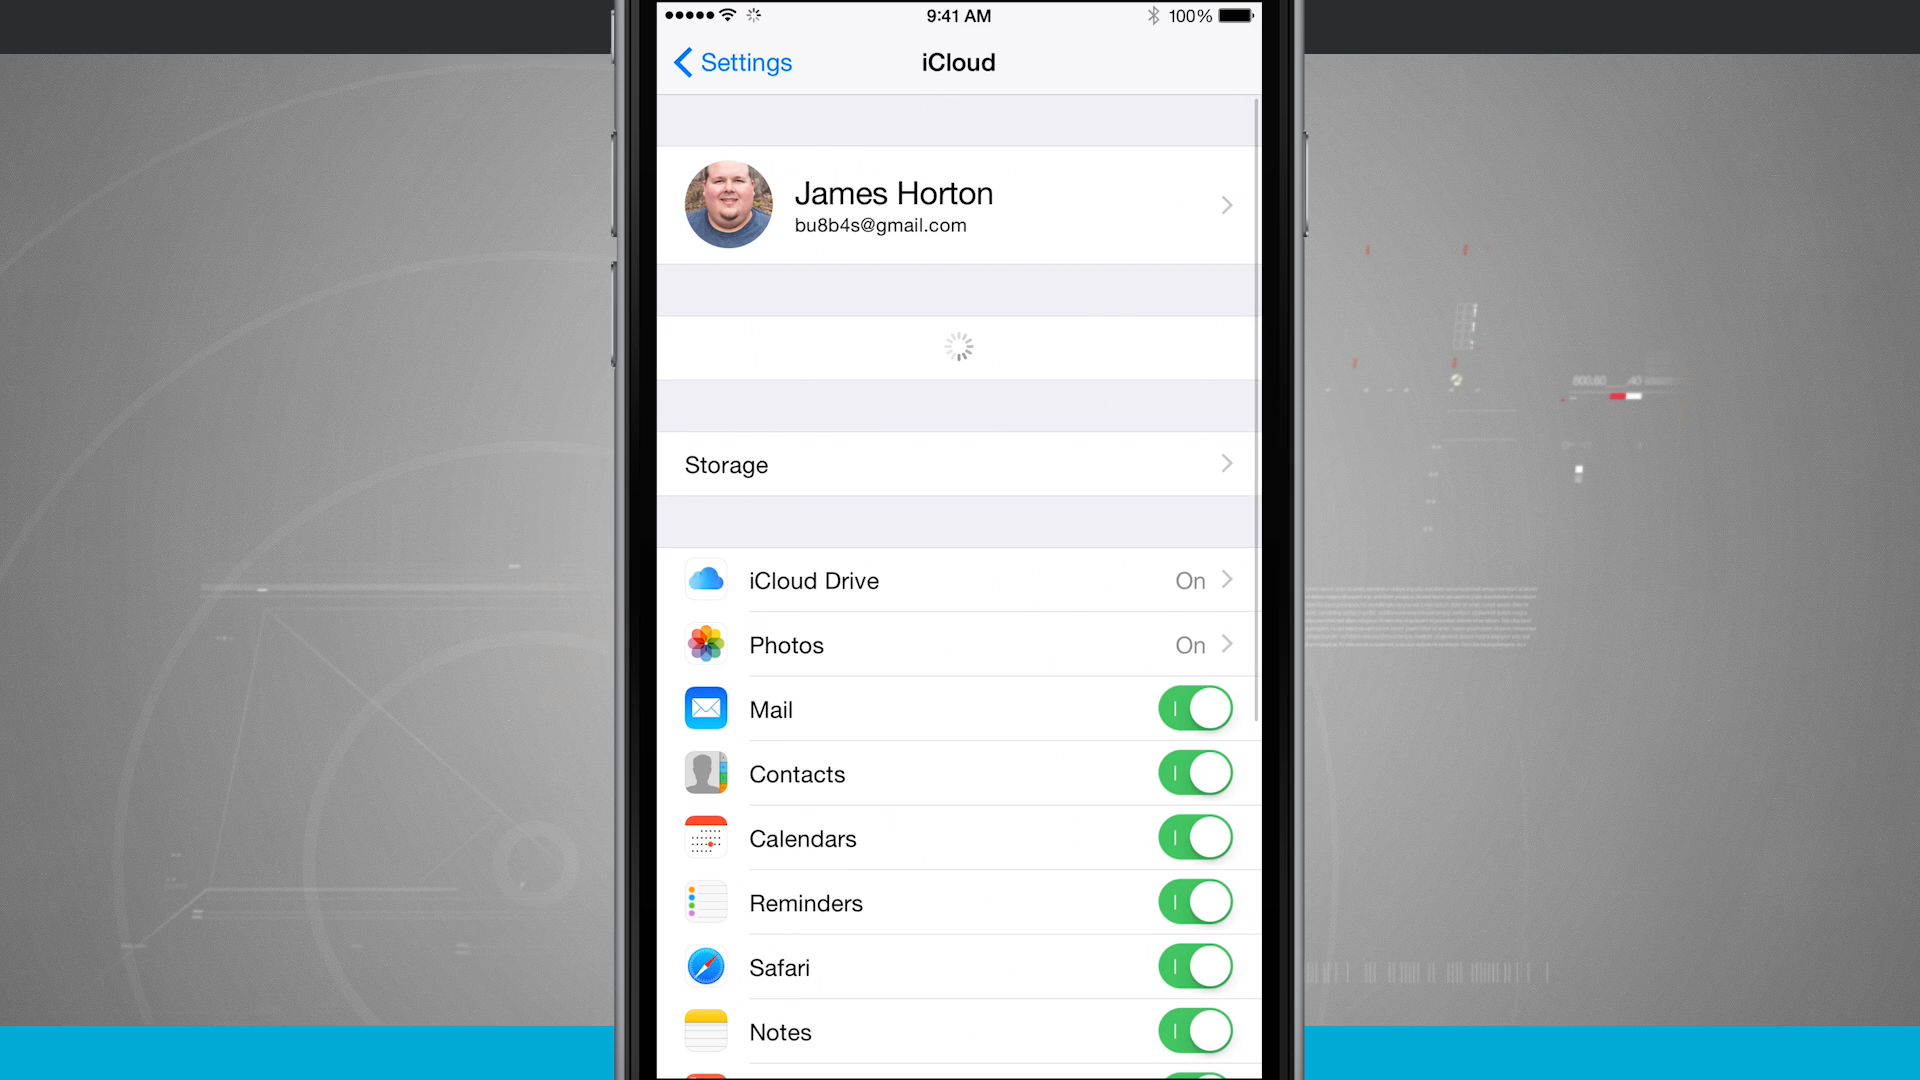 9:41 AM
100%
Settings
iCloud
James Horton
bu8b4s@gmail.com
Storage
iCloud Drive
On
Photos
On
Mail
Contacts
Calendars
Reminders
Safari
Notes